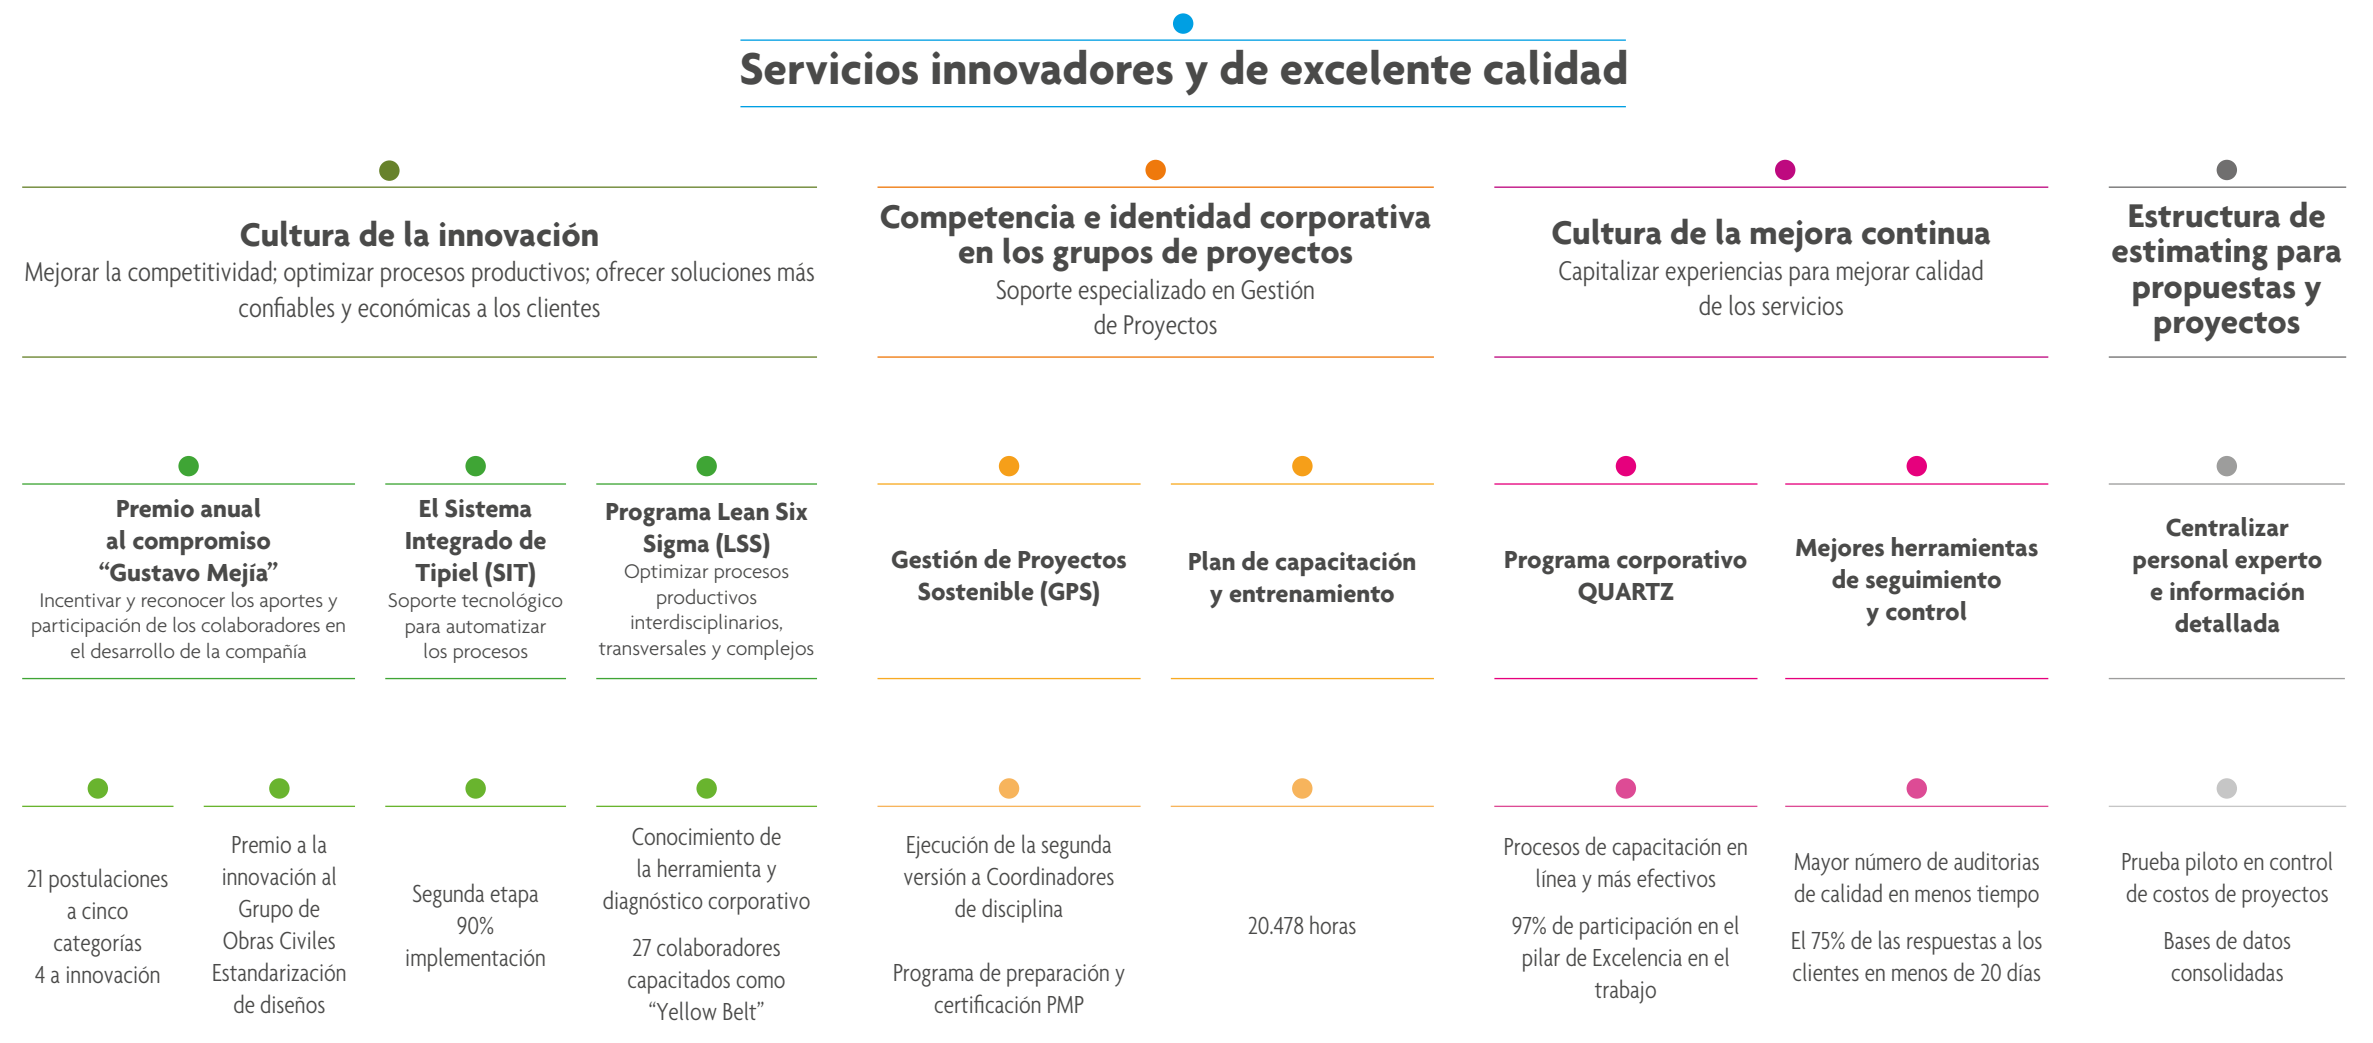 Servicios innovadores y de excelente calidad
Cultura de la innovación
Mejorar la competitividad; optimizar procesos productivos; ofrecer soluciones más
confiables y económicas a los clientes
Competencia e identidad corporativa
en los grupos de proyectos
Soporte especializado en Gestión
de Proyectos
Cultura de la mejora continua
Capitalizar experiencias para mejorar calidad
de los servicios
Estructura de
estimating para
propuestas y
proyectos
Premio anual
al compromiso
“Gustavo Mejía”
Incentivar y reconocer los aportes y
participación de los colaboradores en
el desarrollo de la compañía
El Sistema
Integrado de
Tipiel (SIT)
Soporte tecnológico
para automatizar
los procesos
Programa Lean Six
Sigma (LSS)
Optimizar procesos
productivos
interdisciplinarios,
transversales y complejos
Gestión de Proyectos
Sostenible (GPS)
Plan de capacitación
y entrenamiento
Programa corporativo
QUARTZ
Mejores herramientas
de seguimiento
y control
Centralizar
personal experto
e información
detallada
21 postulaciones
a cinco
categorías
4 a innovación
Premio a la
innovación al
Grupo de
Obras Civiles
Estandarización
de diseños
Segunda etapa
90%
implementación
Conocimiento de
la herramienta y
diagnóstico corporativo
27 colaboradores
capacitados como
“Yellow Belt”
Ejecución de la segunda
versión a Coordinadores
de disciplina
Programa de preparación y
certificación PMP
20.478 horas
Procesos de capacitación en
línea y más efectivos
97% de participación en el
pilar de Excelencia en el
trabajo
Mayor número de auditorias
de calidad en menos tiempo
El 75% de las respuestas a los
clientes en menos de 20 días
Prueba piloto en control
de costos de proyectos
Bases de datos
consolidadas